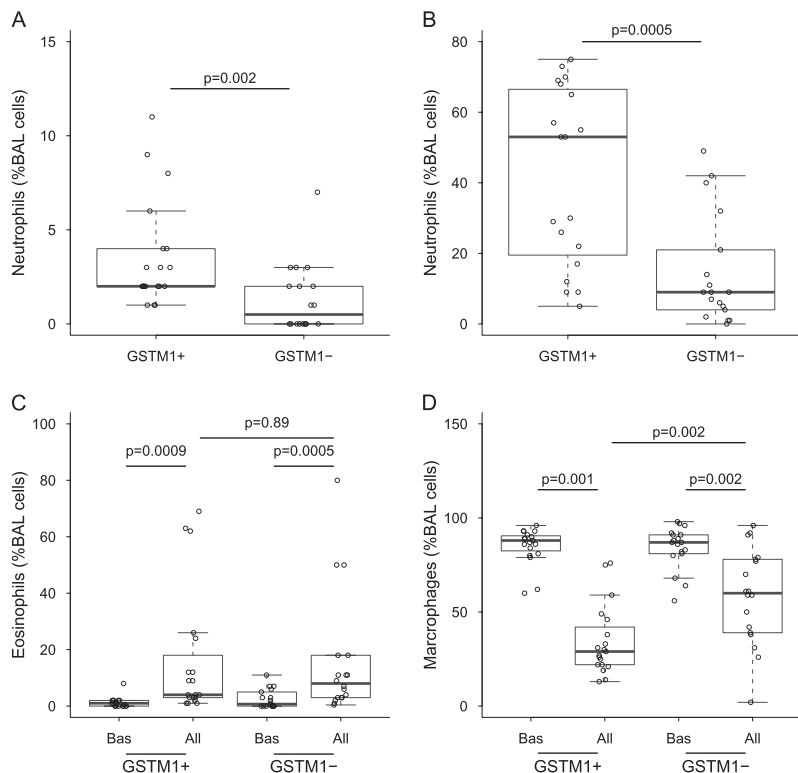 A
Neutrophils (%BAL cells)
15
10
5
0
p=0.002
GSTM1+ GSTM1−
B
Neutrophils (%BAL cells)
80
60
40
20
0
p=0.0005
GSTM1+ GSTM1−
C
Eosinophils (%BAL cells)
100
80
60
40
20
0
p=0.89
p=0.0009 p=0.0005
Bas All Bas All
GSTM1+ GSTM1−
D
Marcrophages (%BAL cells)
150
100
50
0
p=0.002
p=0.001 p=0.002
Bas All Bas All
GSTM1+ GSTM1−